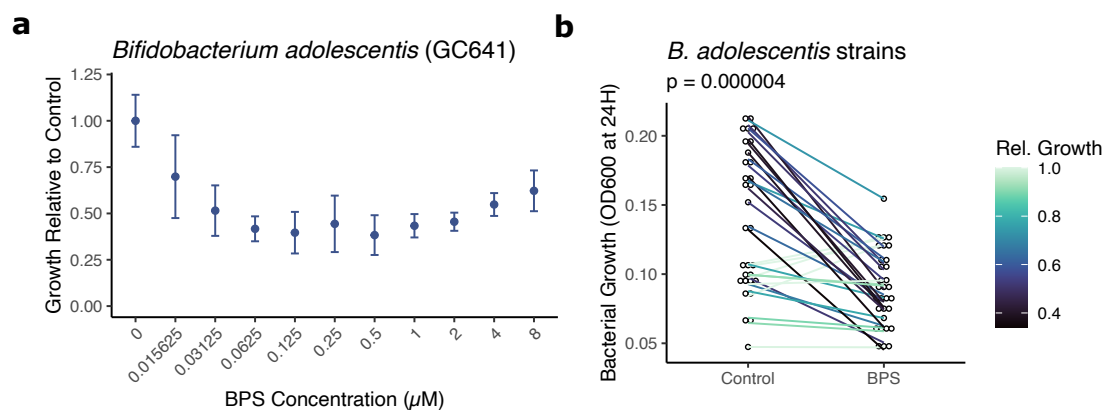 a
Bifidobacterium adolescentis (GC641)
Growth Relative to Control
1.25
1.00
0.75
0.50
0.25
0.00
0
0.015625
0.03125
0.0625
0.125
0.25
0.5
1
2
4
8
BPS Concentration (µM)
b
B. adolescentis strains
p = 0.000004
Bacterial Growth (OD600 at 24H)
0.20
0.15
0.10
0.05
Control
BPS
Rel. Growth
1.0
0.8
0.6
0.4